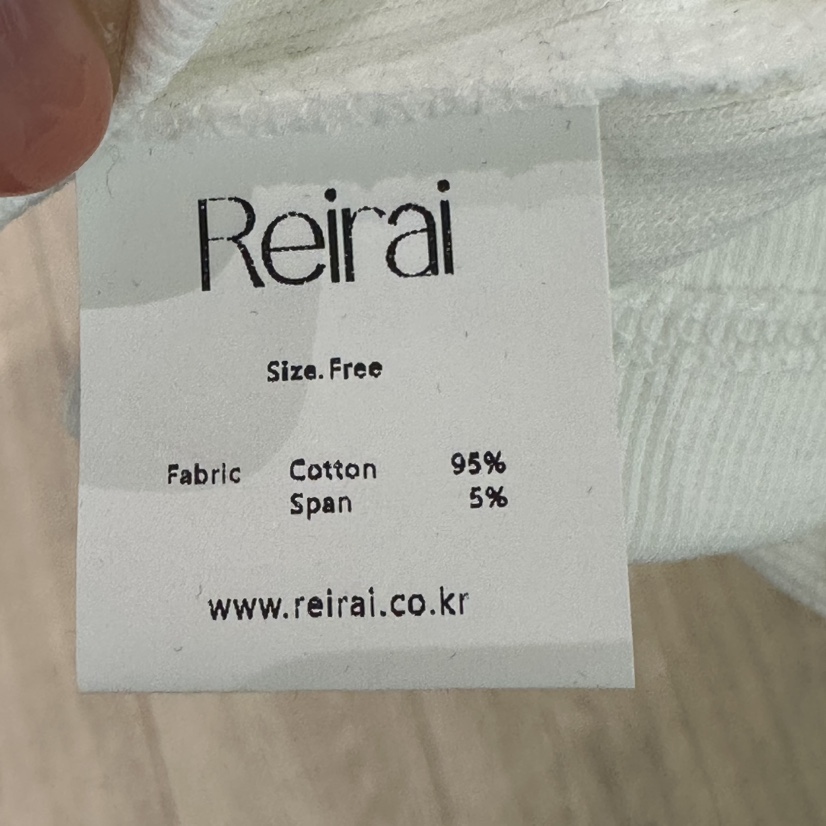 Reirai
Size. Free
Fabric Cotton 95%
Span 5%
www.reirai.co.kr